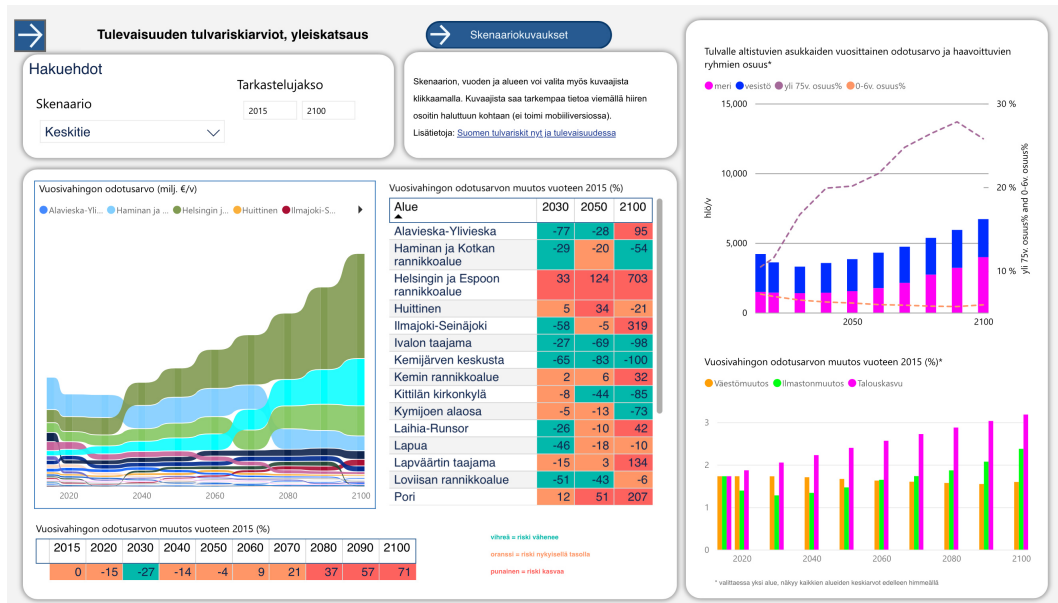 Tulevaisuuden tulvariskiarviot, yleiskatsaus
Skenaariokuvaukset
Hakuehdot
Tarkastelujakso
Skenaario
2015 2100
Keskitie
Skenaarion, vuoden ja alueen voi valita myös kuvaajista
klikkaamalla. Kuvaajista saa tarkempaa tietoa viemällä hiiren
osoitin haluttuun kohtaan (ei toimi mobiiliversiossa).
Lisätietoja: Suomen tulvariskit nyt ja tulevaisuudessa
Vuosivahingon odotusarvo (milj. €/v)
Alavieska-Yli... Haminan ja ... Helsingin j... Huittinen Ilmajoki-S...
2020 2040 2060 2080 2100
Vuosivahingon odotusarvon muutos vuoteen 2015 (%)
Alue 2030 2050 2100
Alavieska-Ylivieska -77 -28 95
Haminan ja Kotkan -29 -20 -54
rannikkoalue
Helsingin ja Espoon 33 124 703
rannikkoalue
Huittinen 5 34 -21
Ilmajoki-Seinäjoki -58 -5 319
Ivalon taajama -27 -69 -98
Kemijärven keskusta -65 -83 -100
Kemin rannikkoalue 2 6 32
Kittilän kirkonkylä -8 -44 -85
Kymijoen alaosa -5 -13 -73
Laihia-Runsor -26 -10 42
Lapua -46 -18 -10
Lapväärtin taajama -15 3 134
Loviisan rannikkoalue -51 -43 -6
Pori 12 51 207
Vuosivahingon odotusarvon muutos vuoteen 2015 (%)
2015 2020 2030 2040 2050 2060 2070 2080 2090 2100
0 -15 -27 -14 -4 9 21 37 57 71
vihreä = riski vähenee
oranssi = riski nykyisellä tasolla
punainen = riski kasvaa
Tulvalle altistuvien asukkaiden vuosittainen odotusarvo ja haavoittuvien
ryhmien osuus*
meri vesistö yli 75v. osuus% 0-6v. osuus%
15,000 30 %
10,000 20 %
5,000 10 %
0
hlö/v
yli 75v. osuus% and 0-6v. osuus%
2050 2100
Vuosivahingon odotusarvon muutos vuoteen 2015 (%)*
Väestömuutos Ilmastonmuutos Talouskasvu
3
2
1
0
2020 2040 2060 2080 2100
* valittaessa yksi alue, näkyy kaikkien alueiden keskiarvot edelleen himmeällä